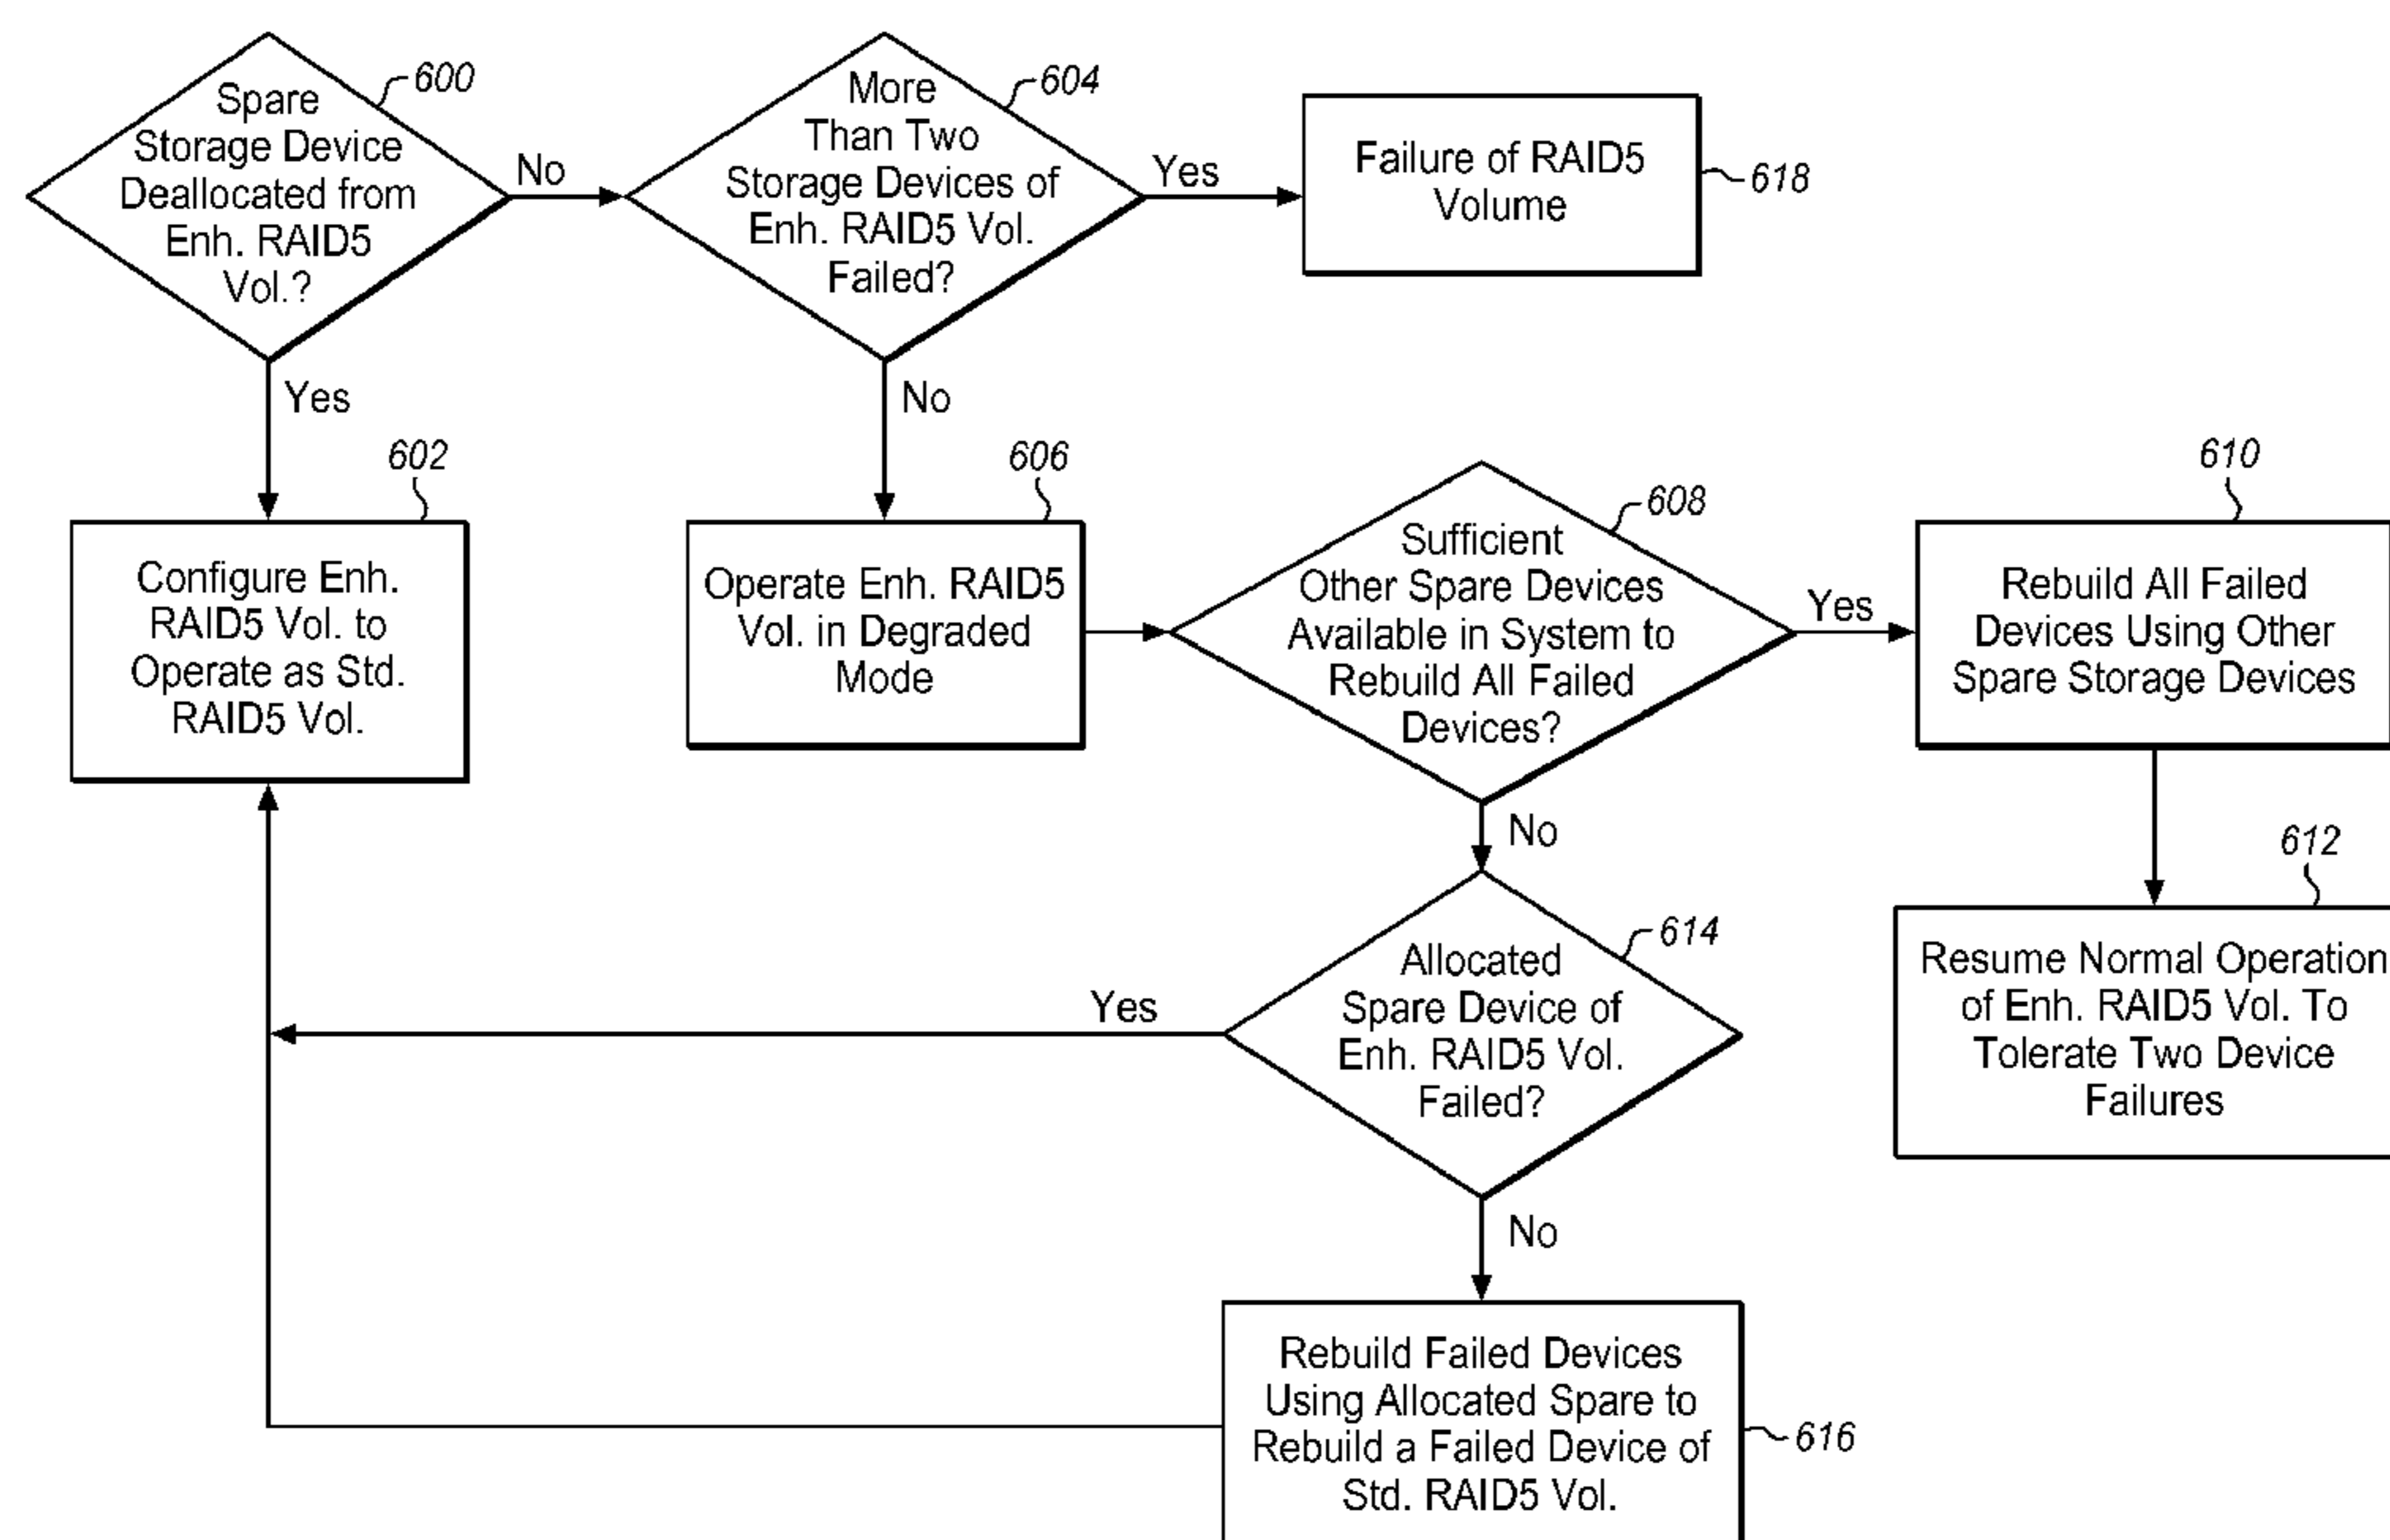 Spare
Storage Device
Deallocated from
Enh. RAID5
Vol.?
600
No
Yes
More
Than Two
Storage Devices of
Enh. RAID5 Vol.
Failed?
604
Yes
No
Failure of RAID5
Volume
618
602
Configure Enh.
RAID5 Vol. to
Operate as Std.
RAID5 Vol.
606
Operate Enh. RAID5
Vol. in Degraded
Mode
608
Sufficient
Other Spare Devices
Available in System to
Rebuild All Failed
Devices?
Yes
No
610
Rebuild All Failed
Devices Using Other
Spare Storage Devices
612
Resume Normal Operation
of Enh. RAID5 Vol. To
Tolerate Two Device
Failures
614
Allocated
Spare Device of
Enh. RAID5 Vol.
Failed?
Yes
No
Rebuild Failed Devices
Using Allocated Spare to
Rebuild a Failed Device of
Std. RAID5 Vol.
616